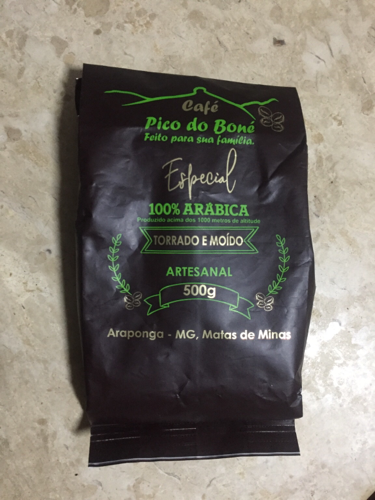 Café
Pico do Boné
Feito para sua família.
Especial
100% ARÁBICA
Produzido acima dos 1000 metros de altitude
TORRADO E MOÍDO
ARTESANAL
500g
Araponga - MG, Matas de Minas